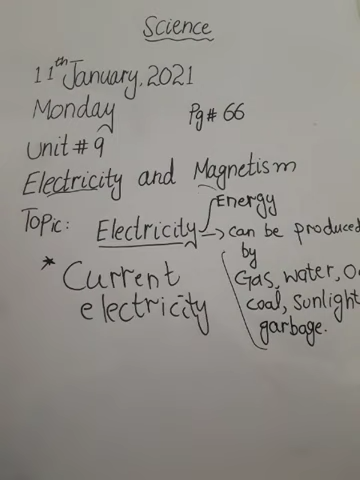 Science
11th January, 2021
Monday Pg# 66
Unit # 9
Electricity and Magnetism
Topic: Electricity
Energy
can be produced
by
Gas, water,
coal, sunlight
garbage.
* Current
electricity